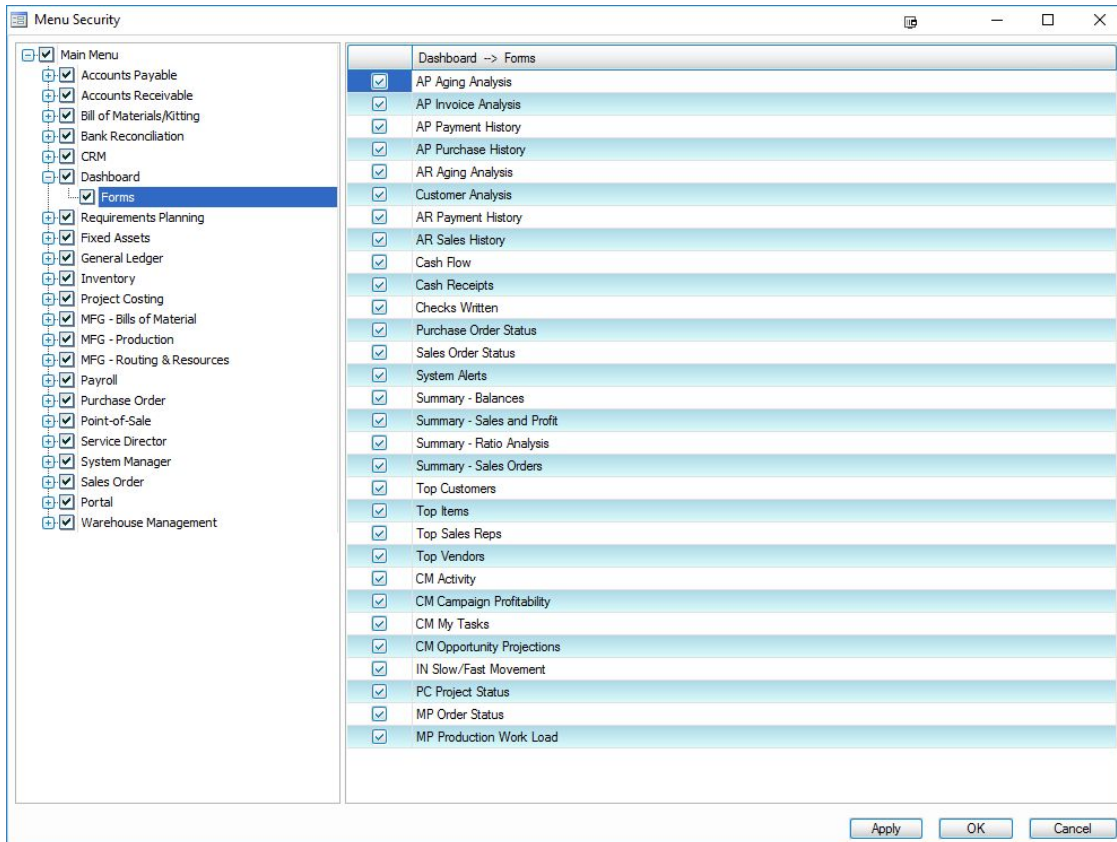 Menu Security
Main Menu
Accounts Payable
Accounts Receivable
Bill of Materials/Kitting
Bank Reconciliation
CRM
Dashboard
Forms
Requirements Planning
Fixed Assets
General Ledger
Inventory
Project Costing
MFG - Bills of Material
MFG - Production
MFG - Routing & Resources
Payroll
Purchase Order
Point-of-Sale
Service Director
System Manager
Sales Order
Portal
Warehouse Management
Dashboard --> Forms
AP Aging Analysis
AP Invoice Analysis
AP Payment History
AP Purchase History
AR Aging Analysis
Customer Analysis
AR Payment History
AR Sales History
Cash Flow
Cash Receipts
Checks Written
Purchase Order Status
Sales Order Status
System Alerts
Summary - Balances
Summary - Sales and Profit
Summary - Ratio Analysis
Summary - Sales Orders
Top Customers
Top Items
Top Sales Reps
Top Vendors
CM Activity
CM Campaign Profitability
CM My Tasks
CM Opportunity Projections
IN Slow/Fast Movement
PC Project Status
MP Order Status
MP Production Work Load
Apply OK Cancel